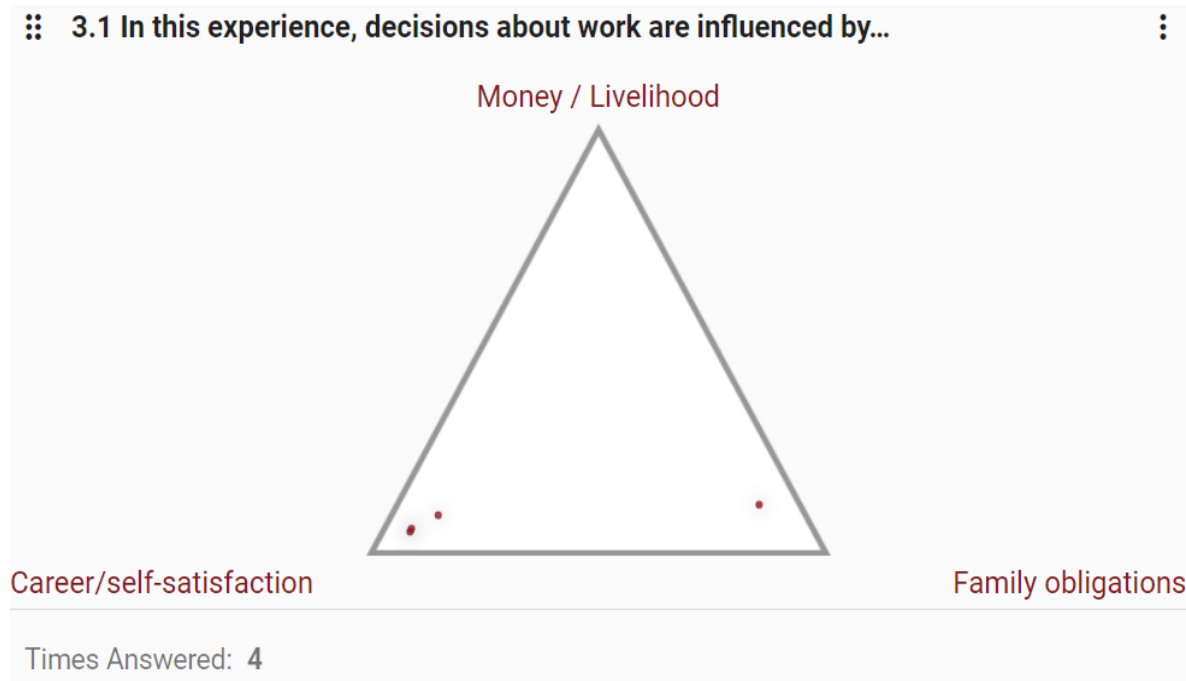 3.1 In this experience, decisions about work are influenced by...
Money / Livelihood
Career/self-satisfaction
Family obligations
Times Answered: 4